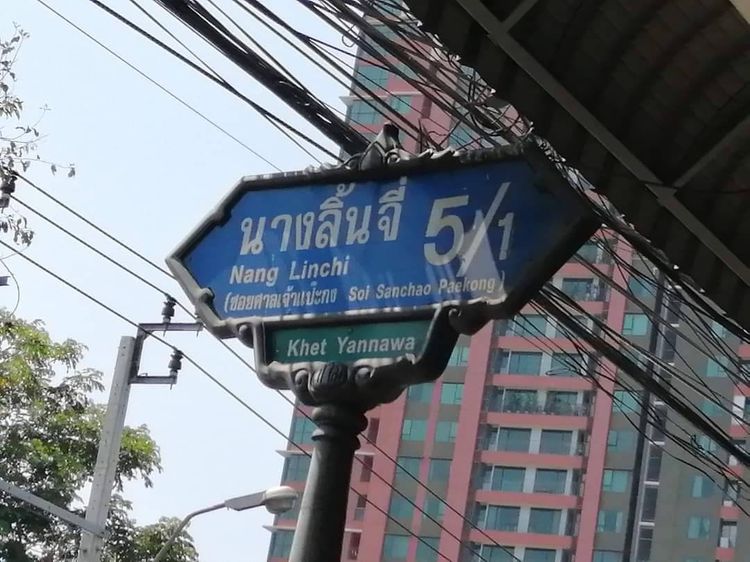 นางลิ้นจี่ 5/1
Nang Linchi
(ซอยศาลเจ้าแป๊ะกง Soi Sanchao Paekong)
Khet Yannawa